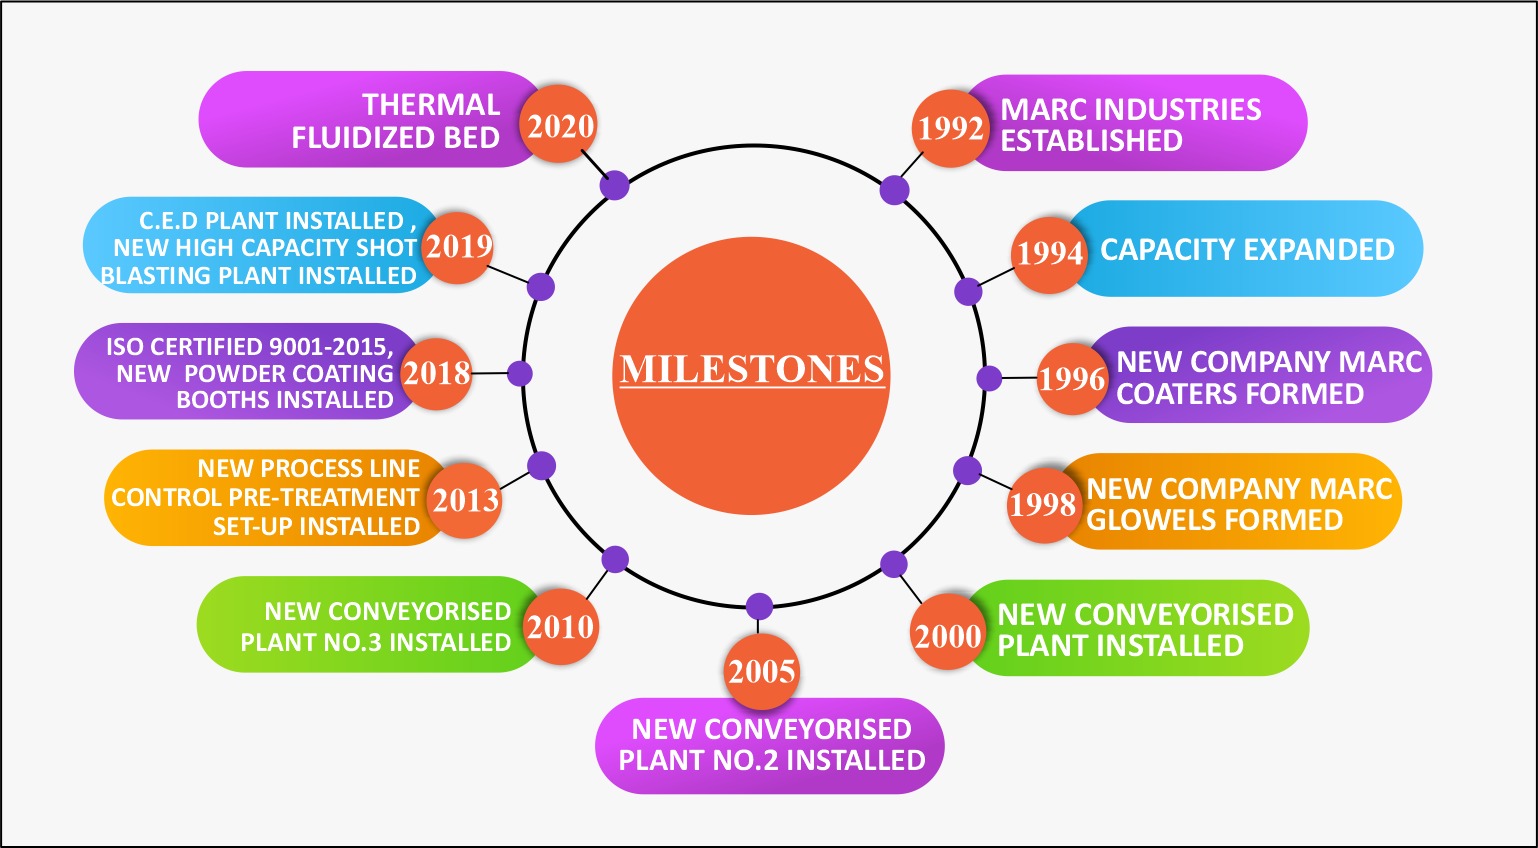 MILESTONES
1992
MARC INDUSTRIES
ESTABLISHED
1994
CAPACITY EXPANDED
1996
NEW COMPANY MARC
COATERS FORMED
1998
NEW COMPANY MARC
GLOWELS FORMED
2000
NEW CONVEYORISED
PLANT INSTALLED
2005
NEW CONVEYORISED
PLANT NO.2 INSTALLED
2010
NEW CONVEYORISED
PLANT NO.3 INSTALLED
2013
NEW PROCESS LINE
CONTROL PRE-TREATMENT
SET-UP INSTALLED
2018
ISO CERTIFIED 9001-2015,
NEW  POWDER COATING
BOOTHS INSTALLED
2019
C.E.D PLANT INSTALLED ,
NEW HIGH CAPACITY SHOT
BLASTING PLANT INSTALLED
2020
THERMAL
FLUIDIZED BED